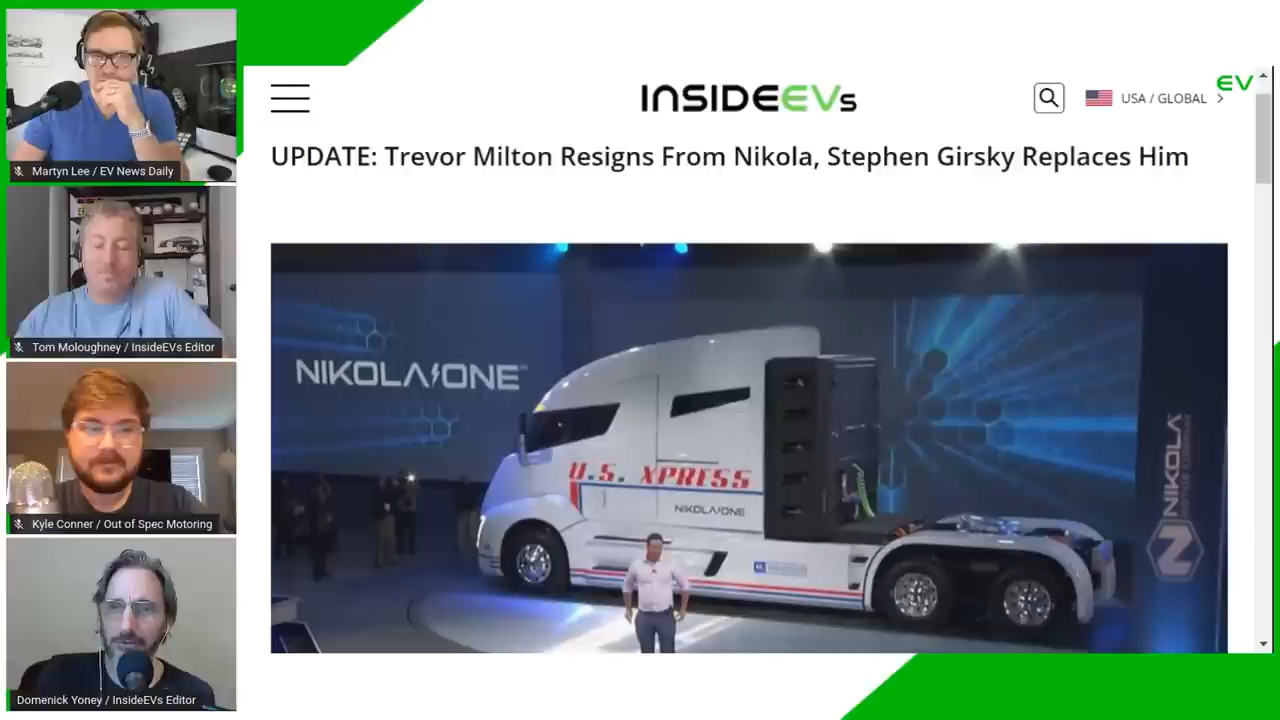 Martyn Lee / EV News Daily
Tom Moloughney / InsideEVs Editor
Kyle Conner / Out of Spec Motoring
Domenick Yoney / InsideEVs Editor
INSIDEEVs
USA / GLOBAL
EV
UPDATE: Trevor Milton Resigns From Nikola, Stephen Girsky Replaces Him
NIKOLA ONE
U.S. XPRESS
NIKOLA ONE
NIKOLA